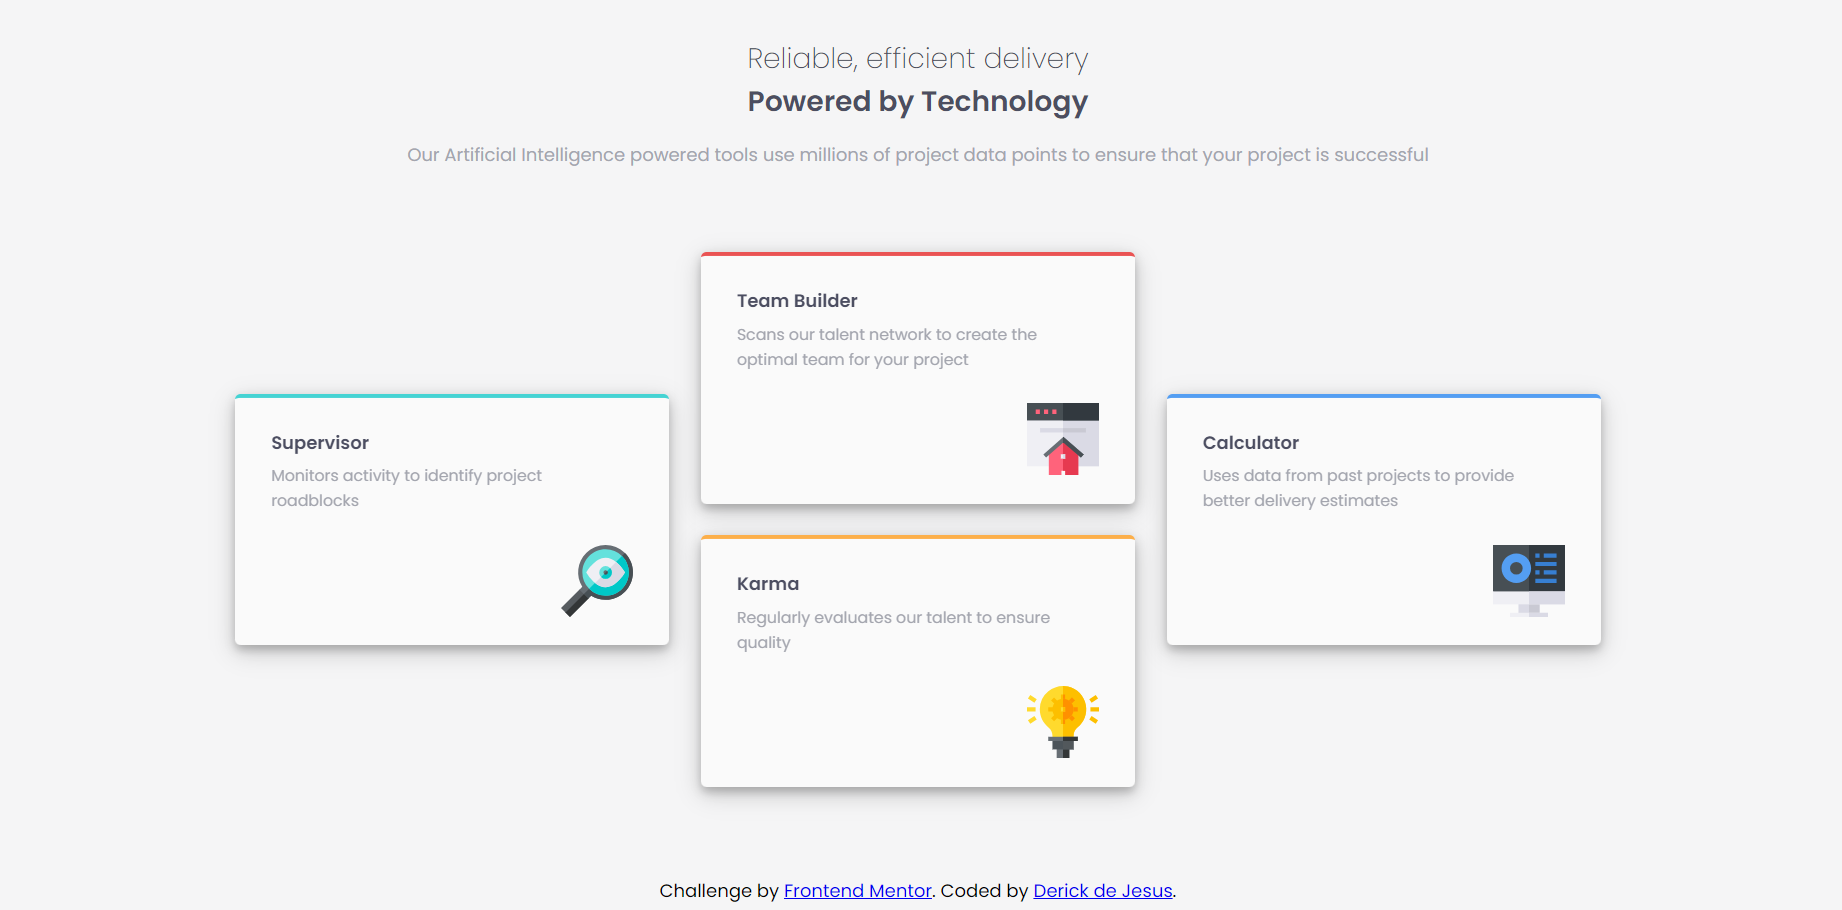 Reliable, efficient delivery
Powered by Technology
Our Artificial Intelligence powered tools use millions of project data points to ensure that your project is successful
Supervisor
Monitors activity to identify project
roadblocks
Team Builder
Scans our talent network to create the
optimal team for your project
Karma
Regularly evaluates our talent to ensure
quality
Calculator
Uses data from past projects to provide
better delivery estimates
Challenge by Frontend Mentor. Coded by Derick de Jesus.